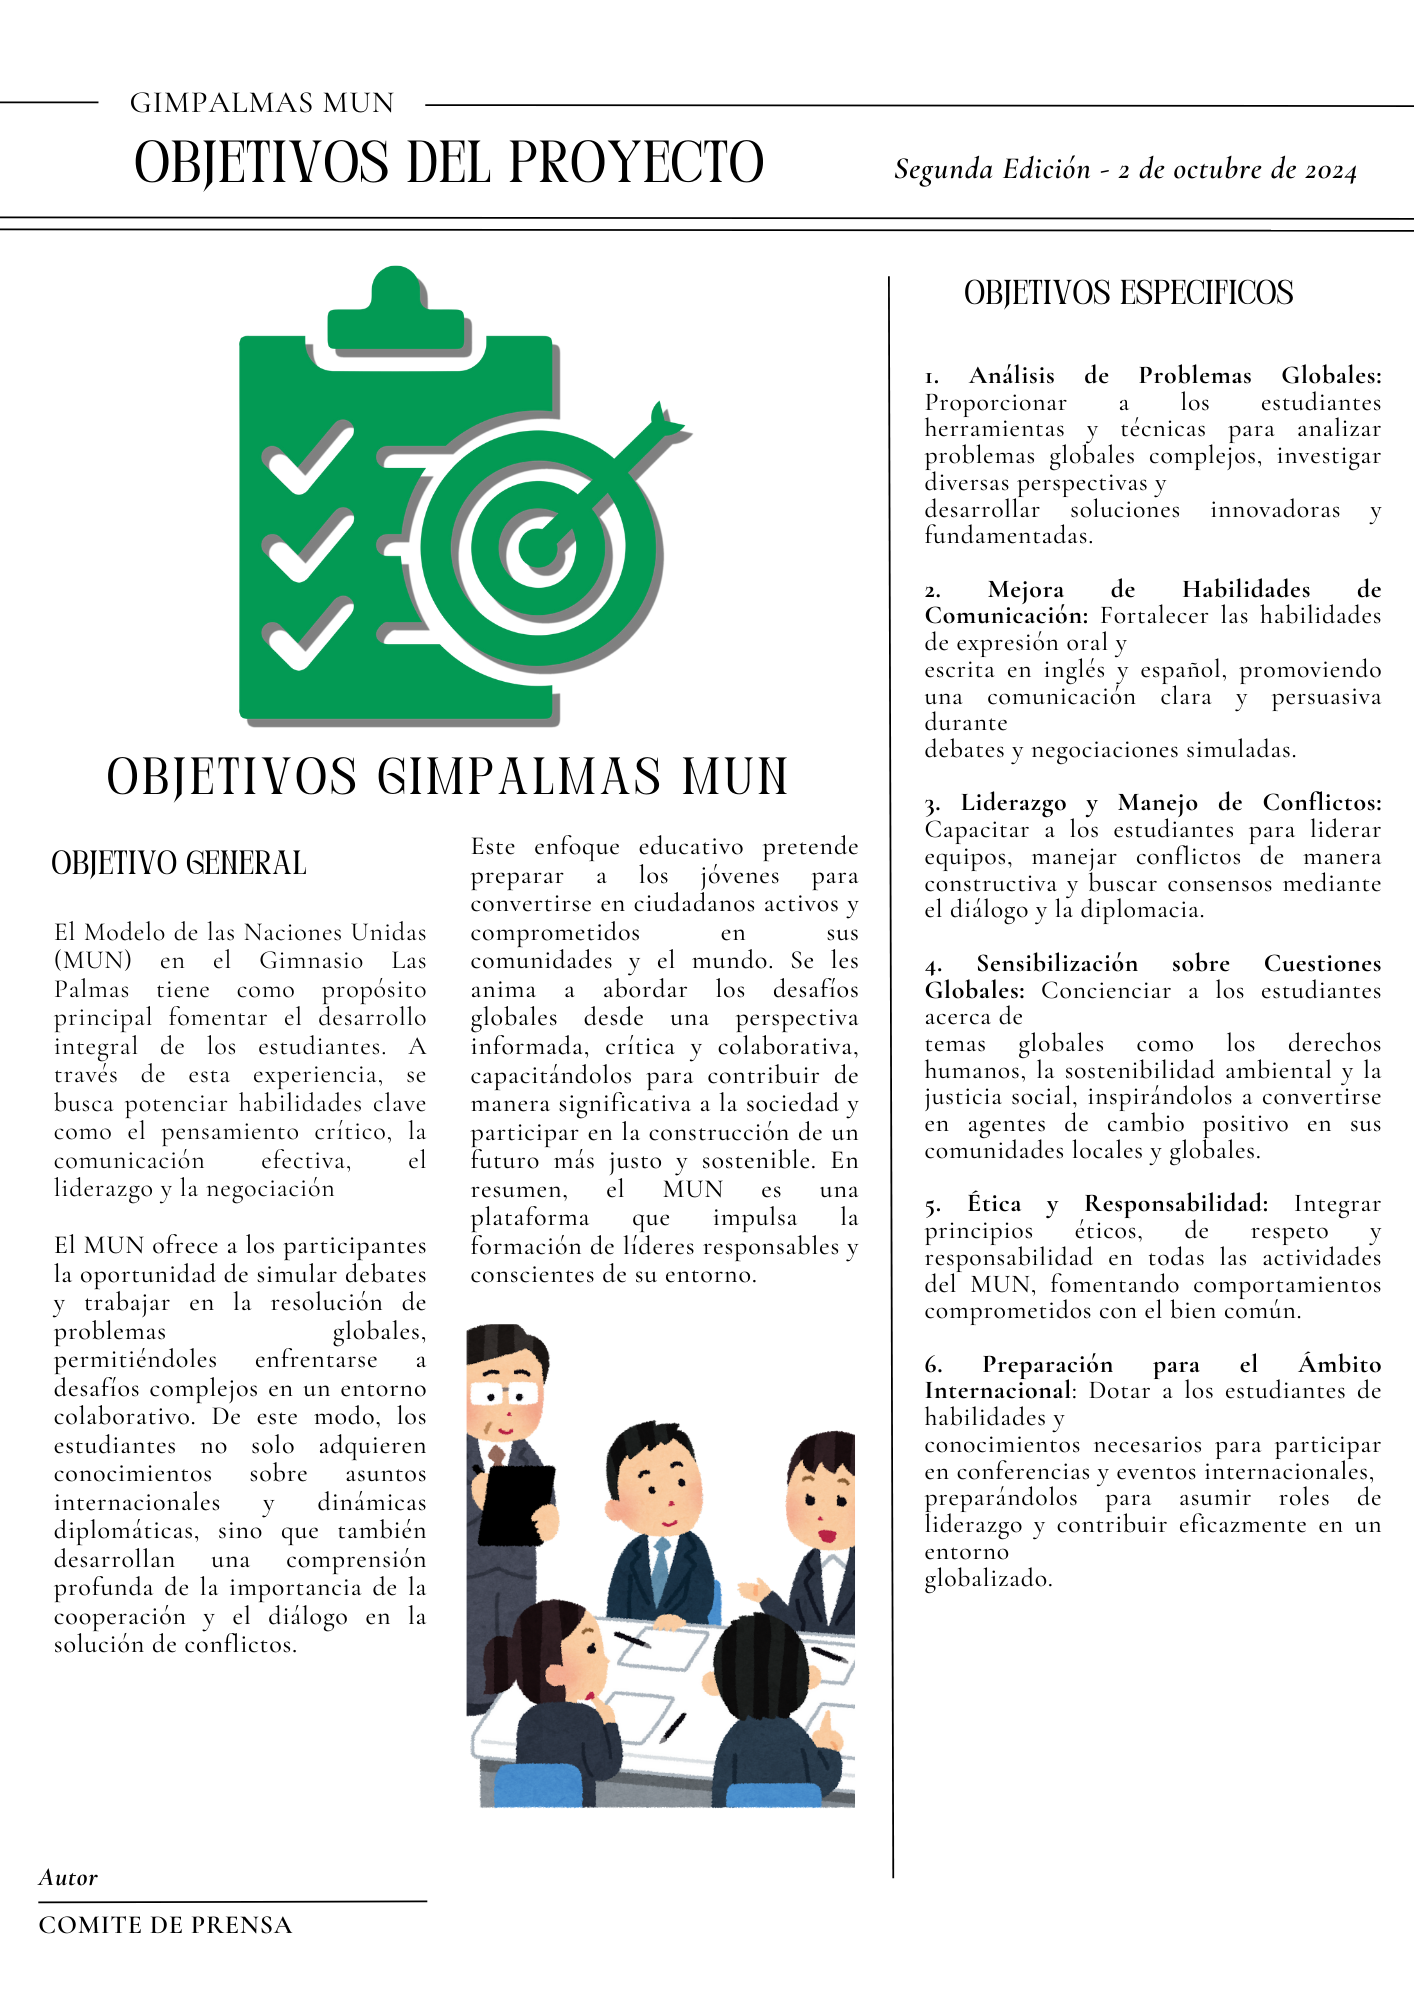 GIMPALMAS MUN
OBJETIVOS DEL PROYECTO
Segunda Edición - 2 de octubre de 2024
OBJETIVOS GIMPALMAS MUN
OBJETIVO GENERAL
El Modelo de las Naciones Unidas
(MUN) en el Gimnasio Las
Palmas tiene como propósito
principal fomentar el desarrollo
integral de los estudiantes. A
través de esta experiencia, se
busca potenciar habilidades clave
como el pensamiento crítico, la
comunicación efectiva, el
liderazgo y la negociación
El MUN ofrece a los participantes
la oportunidad de simular debates
y trabajar en la resolución de
problemas globales,
permitiéndoles enfrentarse a
desafíos complejos en un entorno
colaborativo. De este modo, los
estudiantes no solo adquieren
conocimientos sobre asuntos
internacionales y dinámicas
diplomáticas, sino que también
desarrollan una comprensión
profunda de la importancia de la
cooperación y el diálogo en la
solución de conflictos.
Este enfoque educativo pretende
preparar a los jóvenes para
convertirse en ciudadanos activos y
comprometidos en sus
comunidades y el mundo. Se les
anima a abordar los desafíos
globales desde una perspectiva
informada, crítica y colaborativa,
capacitándolos para contribuir de
manera significativa a la sociedad y
participar en la construcción de un
futuro más justo y sostenible. En
resumen, el MUN es una
plataforma que impulsa la
formación de líderes responsables y
conscientes de su entorno.
OBJETIVOS ESPECIFICOS
1. Análisis de Problemas Globales:
Proporcionar a los estudiantes
herramientas y técnicas para analizar
problemas globales complejos, investigar
diversas perspectivas y
desarrollar soluciones innovadoras y
fundamentadas.
2. Mejora de Habilidades de
Comunicación: Fortalecer las habilidades
de expresión oral y
escrita en inglés y español, promoviendo
una comunicación clara y persuasiva
durante
debates y negociaciones simuladas.
3. Liderazgo y Manejo de Conflictos:
Capacitar a los estudiantes para liderar
equipos, manejar conflictos de manera
constructiva y buscar consensos mediante
el diálogo y la diplomacia.
4. Sensibilización sobre Cuestiones
Globales: Concienciar a los estudiantes
acerca de
temas globales como los derechos
humanos, la sostenibilidad ambiental y la
justicia social, inspirándolos a convertirse
en agentes de cambio positivo en sus
comunidades locales y globales.
5. Ética y Responsabilidad: Integrar
principios éticos, de respeto y
responsabilidad en todas las actividades
del MUN, fomentando comportamientos
comprometidos con el bien común.
6. Preparación para el Ámbito
Internacional: Dotar a los estudiantes de
habilidades y
conocimientos necesarios para participar
en conferencias y eventos internacionales,
preparándolos para asumir roles de
liderazgo y contribuir eficazmente en un
entorno
globalizado.
Autor
COMITE DE PRENSA